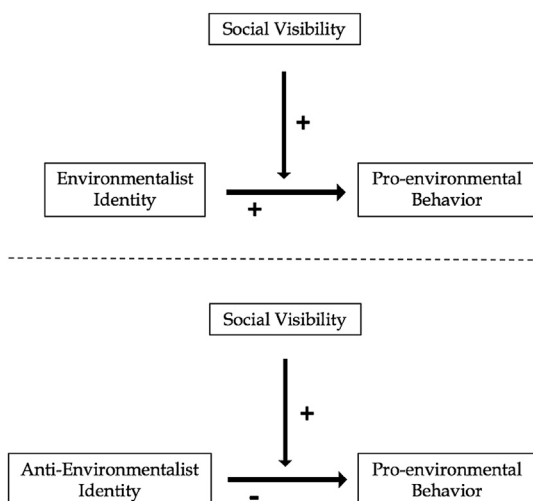 Social Visibility
+
Environmentalist
Identity
+
Pro-environmental
Behavior
Social Visibility
+
Anti-Environmentalist
Identity
-
Pro-environmental
Behavior